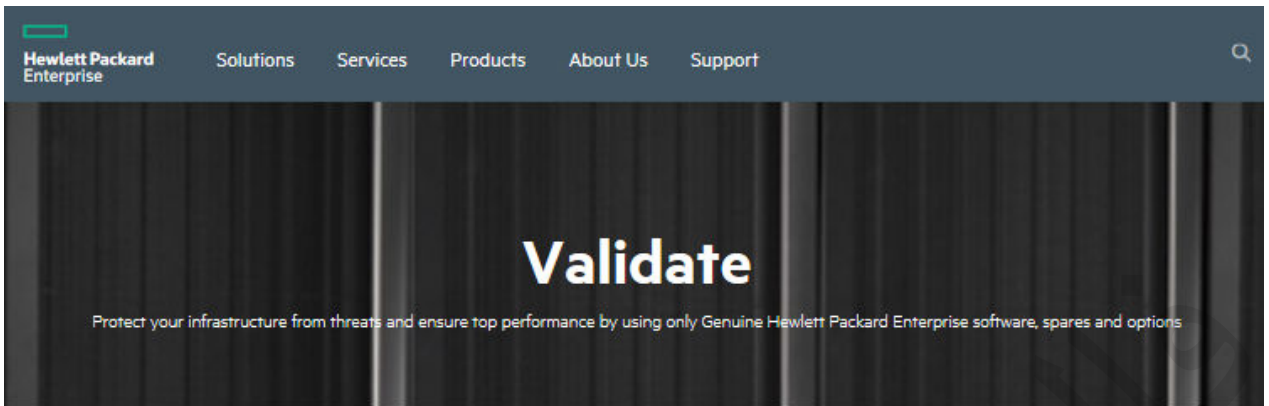 Hewlett Packard
Enterprise
Solutions Services Products About Us Support
Validate
Protect your infrastructure from threats and ensure top performance by using only Genuine Hewlett Packard Enterprise software, spares and options